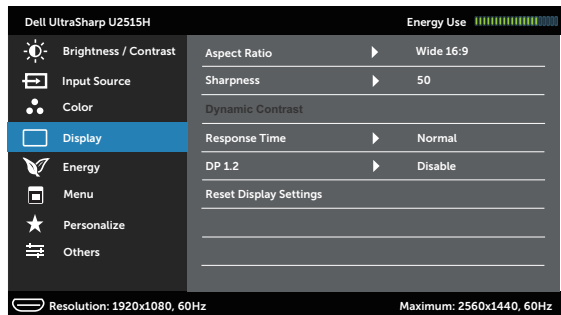 Dell UltraSharp U2515H Energy Use
Brightness / Contrast Aspect Ratio Wide 16:9
Input Source Sharpness 50
Color Dynamic Contrast
Display Response Time Normal
Energy DP 1.2 Disable
Menu Reset Display Settings
Personalize
Others
Resolution: 1920x1080, 60Hz Maximum: 2560x1440, 60Hz